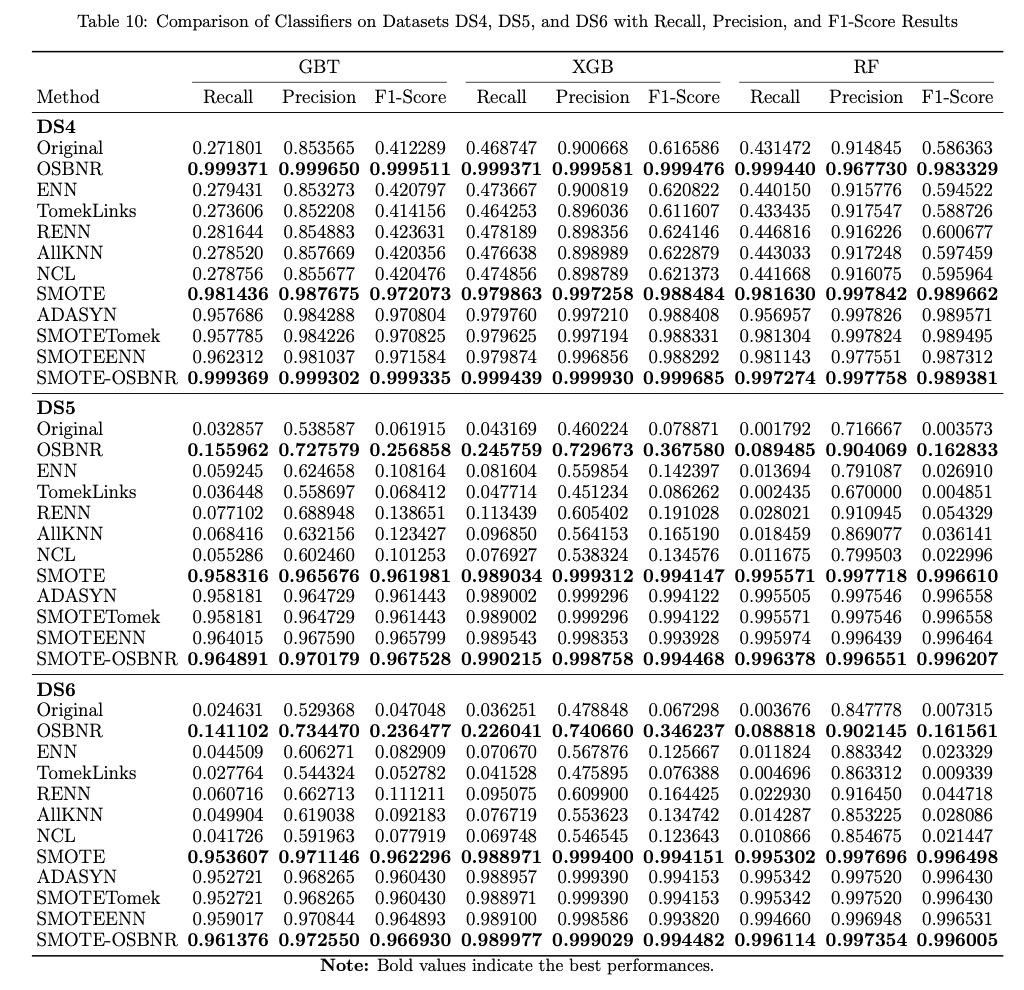 Table 10: Comparison of Classifiers on Datasets DS4, DS5, and DS6 with Recall, Precision, and F1-Score Results
GBT XGB RF
Method Recall Precision F1-Score Recall Precision F1-Score Recall Precision F1-Score
DS4
Original 0.271801 0.853565 0.412289 0.468747 0.900668 0.616586 0.431472 0.914845 0.586363
OSBNR 0.999371 0.999650 0.999511 0.999371 0.999581 0.999476 0.999440 0.967730 0.983329
ENN 0.279431 0.853273 0.420797 0.473667 0.900819 0.620822 0.440150 0.915776 0.594522
TomekLinks 0.273606 0.852208 0.414156 0.464253 0.896036 0.611607 0.433435 0.917547 0.588726
RENN 0.281644 0.854883 0.423631 0.478189 0.898356 0.624146 0.446816 0.916226 0.600677
AllKNN 0.278520 0.857669 0.420356 0.476638 0.898989 0.622879 0.443033 0.917248 0.597459
NCL 0.278756 0.855677 0.420476 0.474856 0.898789 0.621373 0.441668 0.916075 0.595964
SMOTE 0.981436 0.987675 0.972073 0.979863 0.997258 0.988484 0.981630 0.997842 0.989662
ADASYN 0.957686 0.984288 0.970804 0.979760 0.997210 0.988408 0.956957 0.997826 0.989571
SMOTETomek 0.957785 0.984226 0.970825 0.979625 0.997194 0.988331 0.981304 0.997824 0.989495
SMOTEENN 0.962312 0.981037 0.971584 0.979874 0.996856 0.988292 0.981143 0.977551 0.987312
SMOTE-OSBNR 0.999369 0.999302 0.999335 0.999439 0.999930 0.999685 0.997274 0.997758 0.989381
DS5
Original 0.032857 0.538587 0.061915 0.043169 0.460224 0.078871 0.001792 0.716667 0.003573
OSBNR 0.155962 0.727579 0.256858 0.245759 0.729673 0.367580 0.089485 0.904069 0.162833
ENN 0.059245 0.624658 0.108164 0.081604 0.559854 0.142397 0.013694 0.791087 0.026910
TomekLinks 0.036448 0.558697 0.068412 0.047714 0.451234 0.086262 0.002435 0.670000 0.004851
RENN 0.077102 0.688948 0.138651 0.113439 0.605402 0.191028 0.028021 0.910945 0.054329
AllKNN 0.068416 0.632156 0.123427 0.096850 0.564153 0.165190 0.018459 0.869077 0.036141
NCL 0.055286 0.602460 0.101253 0.076927 0.538324 0.134576 0.011675 0.799503 0.022996
SMOTE 0.958316 0.965676 0.961981 0.989034 0.999312 0.994147 0.995571 0.997718 0.996610
ADASYN 0.958181 0.964729 0.961443 0.989002 0.999296 0.994122 0.995505 0.997546 0.996558
SMOTETomek 0.958181 0.964729 0.961443 0.989002 0.999296 0.994122 0.995571 0.997546 0.996558
SMOTEENN 0.964015 0.967590 0.965799 0.989543 0.998353 0.993928 0.995974 0.996439 0.996464
SMOTE-OSBNR 0.964891 0.970179 0.967528 0.990215 0.998758 0.994468 0.996378 0.996551 0.996207
DS6
Original 0.024631 0.529368 0.047048 0.036251 0.478848 0.067298 0.003676 0.847778 0.007315
OSBNR 0.141102 0.734470 0.236477 0.226041 0.740660 0.346237 0.088818 0.902145 0.161561
ENN 0.044509 0.606271 0.082909 0.070670 0.567876 0.125667 0.011824 0.883342 0.023329
TomekLinks 0.027764 0.544324 0.052782 0.041528 0.475895 0.076388 0.004696 0.863312 0.009339
RENN 0.060716 0.662713 0.111211 0.095075 0.609900 0.164425 0.022930 0.916450 0.044718
AllKNN 0.049904 0.619038 0.092183 0.076719 0.553623 0.134742 0.014287 0.853225 0.028086
NCL 0.041726 0.591963 0.077919 0.069748 0.546545 0.123643 0.010866 0.854675 0.021447
SMOTE 0.953607 0.971146 0.962296 0.988971 0.999400 0.994151 0.995302 0.997696 0.996498
ADASYN 0.952721 0.968265 0.960430 0.988957 0.999390 0.994153 0.995342 0.997520 0.996430
SMOTETomek 0.952721 0.968265 0.960430 0.988971 0.999390 0.994153 0.995342 0.997520 0.996430
SMOTEENN 0.959017 0.970844 0.964893 0.989100 0.998586 0.993820 0.994660 0.996948 0.996531
SMOTE-OSBNR 0.961376 0.972550 0.966930 0.989977 0.999029 0.994482 0.996114 0.997354 0.996005
Note: Bold values indicate the best performances.